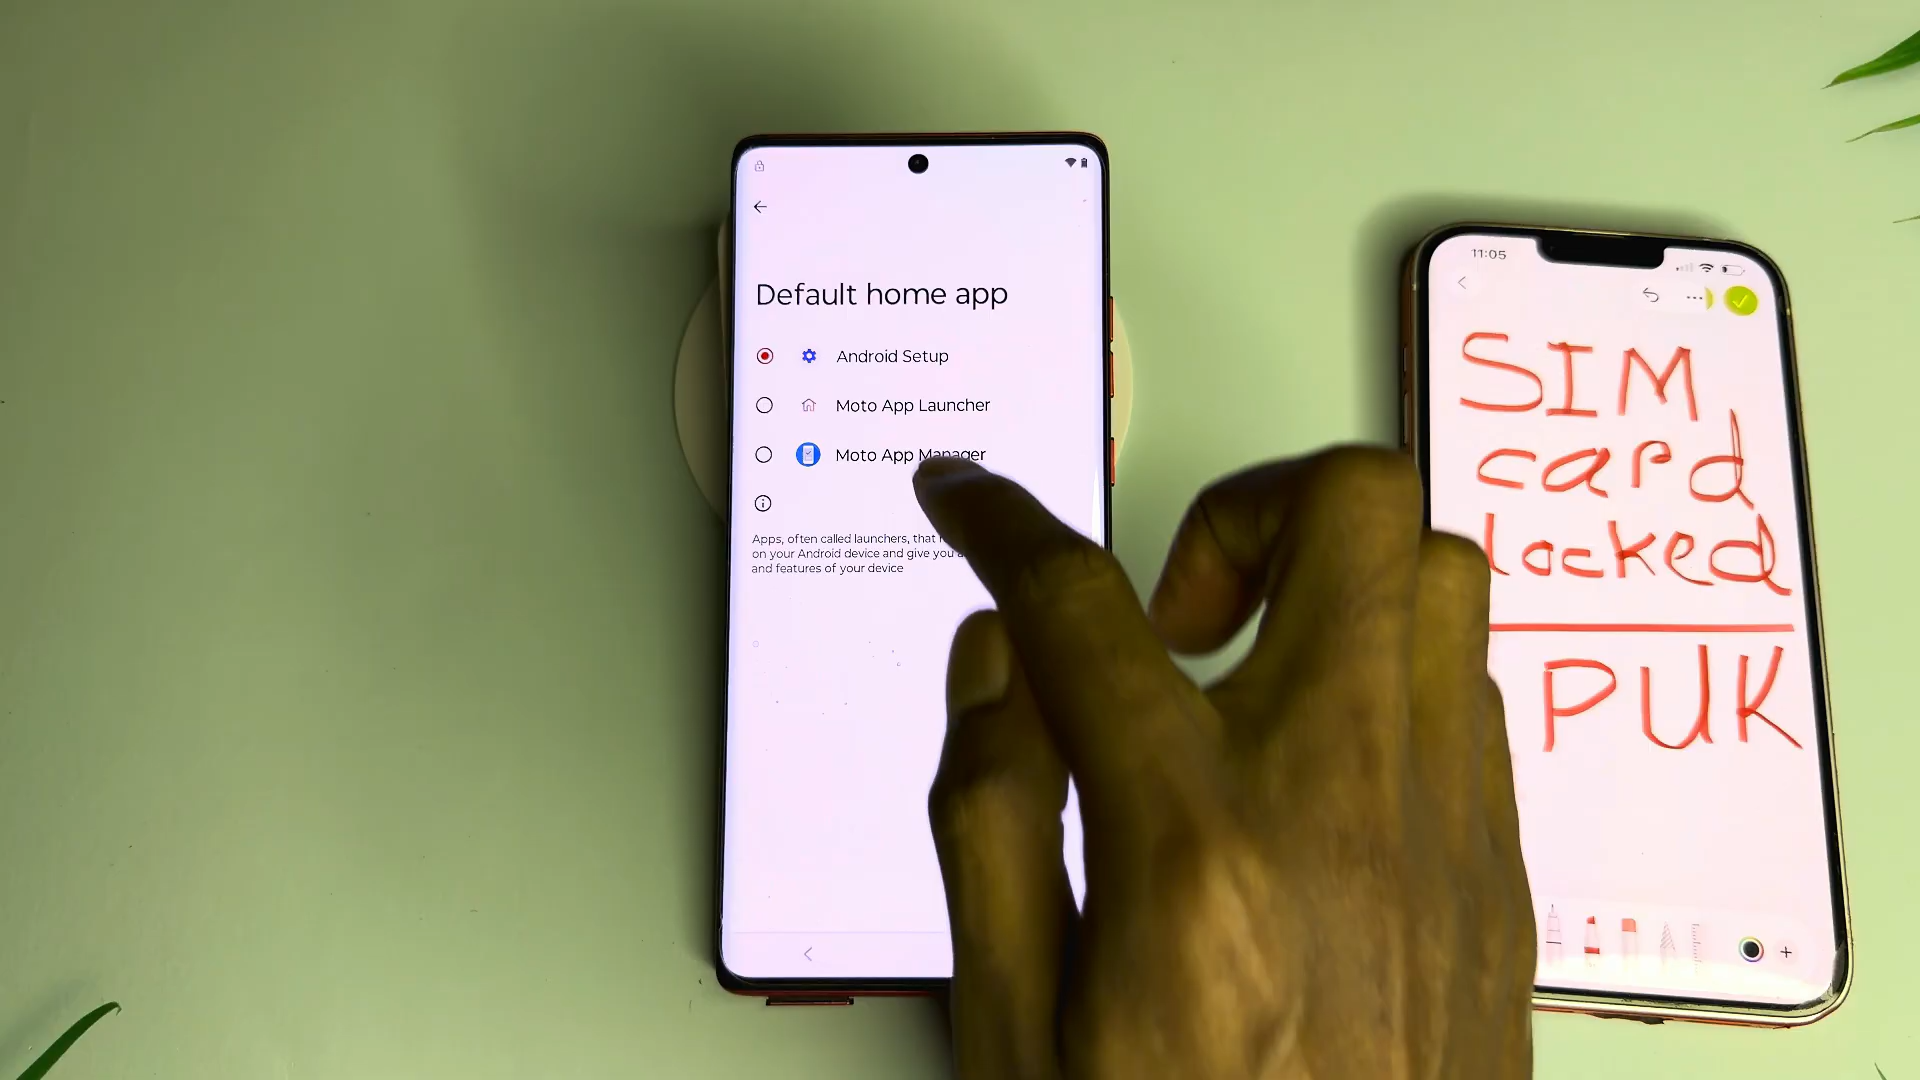 Default home app
Android Setup
Moto App Launcher
Moto App Manager
Apps, often called launchers, that
on your Android device and give you
and features of your device
11:05
SIM
card
locked
PUK